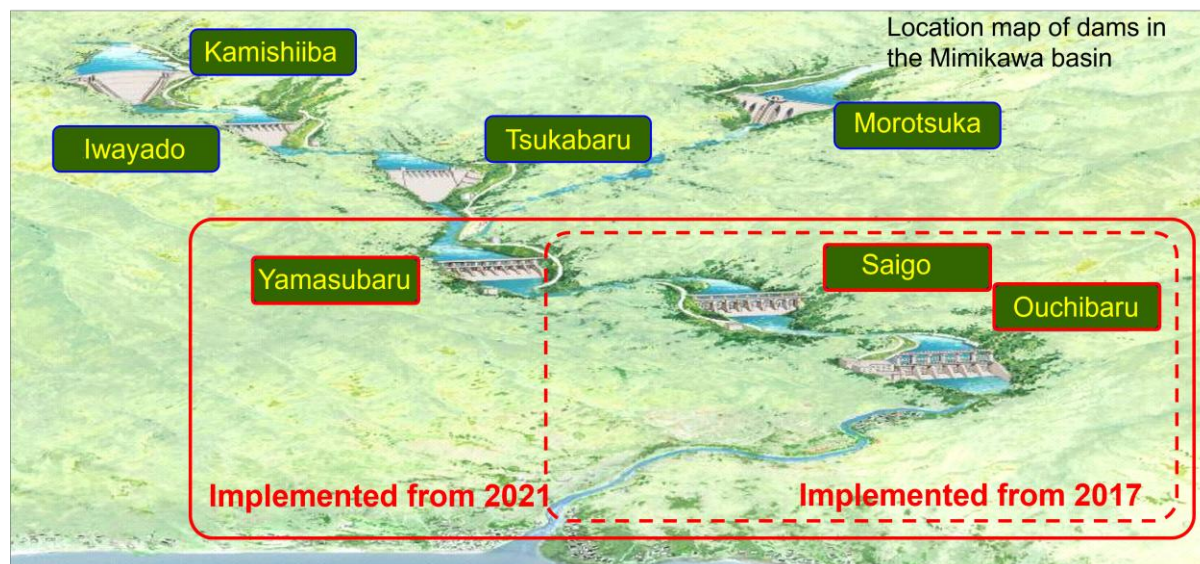 Location map of dams in
the Mimikawa basin
Kamishiiba
Iwayado
Tsukabaru
Morotsuka
Yamasubaru
Saigo
Ouchibaru
Implemented from 2021
Implemented from 2017